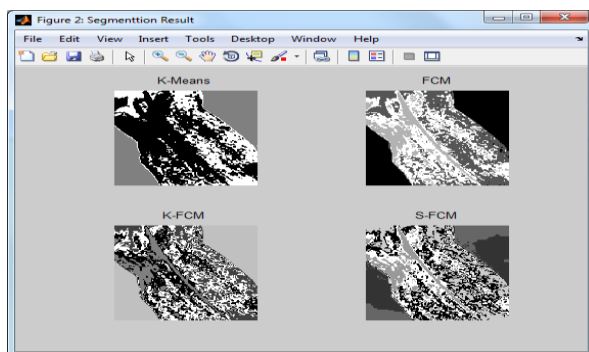 Figure 2: Segmenttion Result
File Edit View Insert Tools Desktop Window Help
K-Means FCM
K-FCM S-FCM